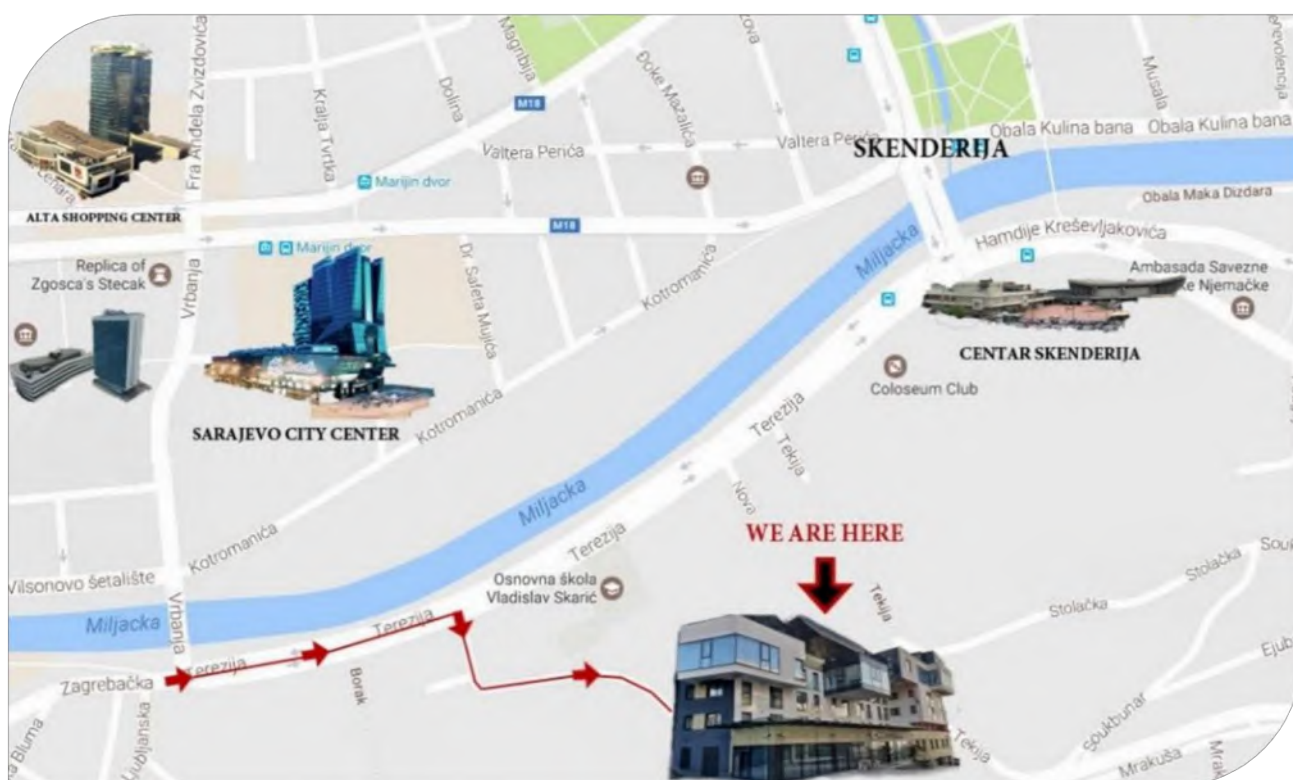 Magribija
Dolina
Kralja Tvrtka
Fra Anđela Zvizdovića
Đoke Mazalića
Musala
M18
Valtera Perića
Valtera Perića
SKENDERIJA
Obala Kulina bana
Obala Kulina bana
Obala Maka Dizdara
Hamdije Kreševljakovića
Marijin dvor
ALTA SHOPPING CENTER
M18
Marijin dvor
Replica of
Zgosca's Stecak
Vrbanja
Dr Safeta Mujića
Kotromanića
Miljacka
Ambasada Savezne
ke Njemačke
CENTAR SKENDERIJA
Coloseum Club
SARAJEVO CITY CENTER
Kotromanića
Terezija
Tekija
Nova
Miljacka
WE ARE HERE
Terezija
Kotromanića
Vilsonovo šetalište
Osnovna škola
Vladislav Skarić
Stolačka
Stolačka
Tekija
Miljacka
Vrbanja
Terezija
Terezija
Borak
Zagrebačka
Ljubljanska
Soukbunar
Tekija
Mrakuša